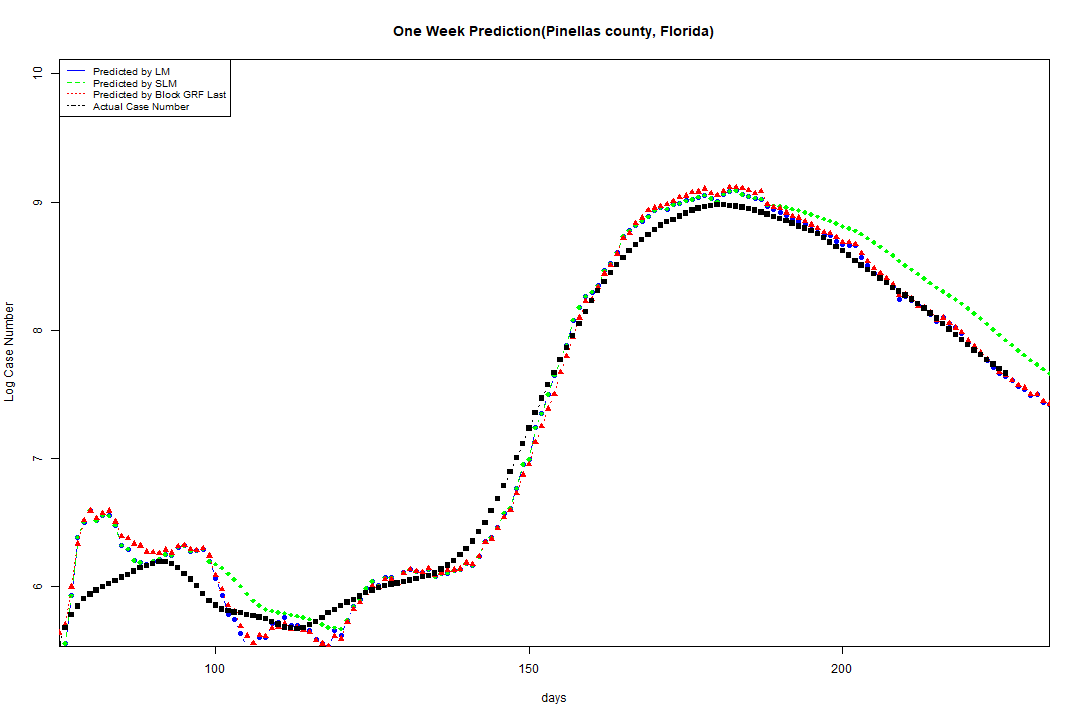 One Week Prediction(Pinellas county, Florida)
Predicted by LM
Predicted by SLM
Predicted by Block GRF Last
Actual Case Number
10
9
8
7
6
Log Case Number
100 150 200
days